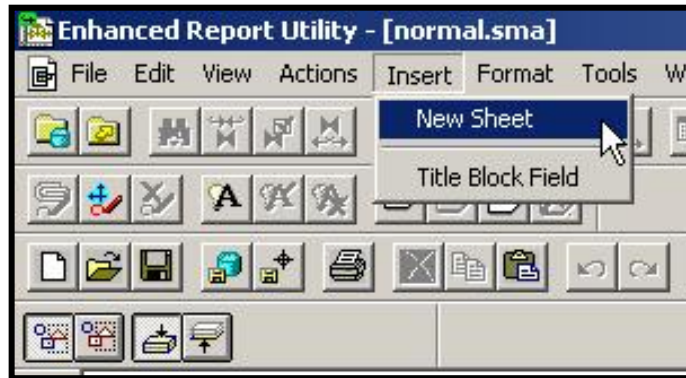 Enhanced Report Utility - [normal.sma]
File Edit View Actions Insert Format Tools W
New Sheet
Title Block Field